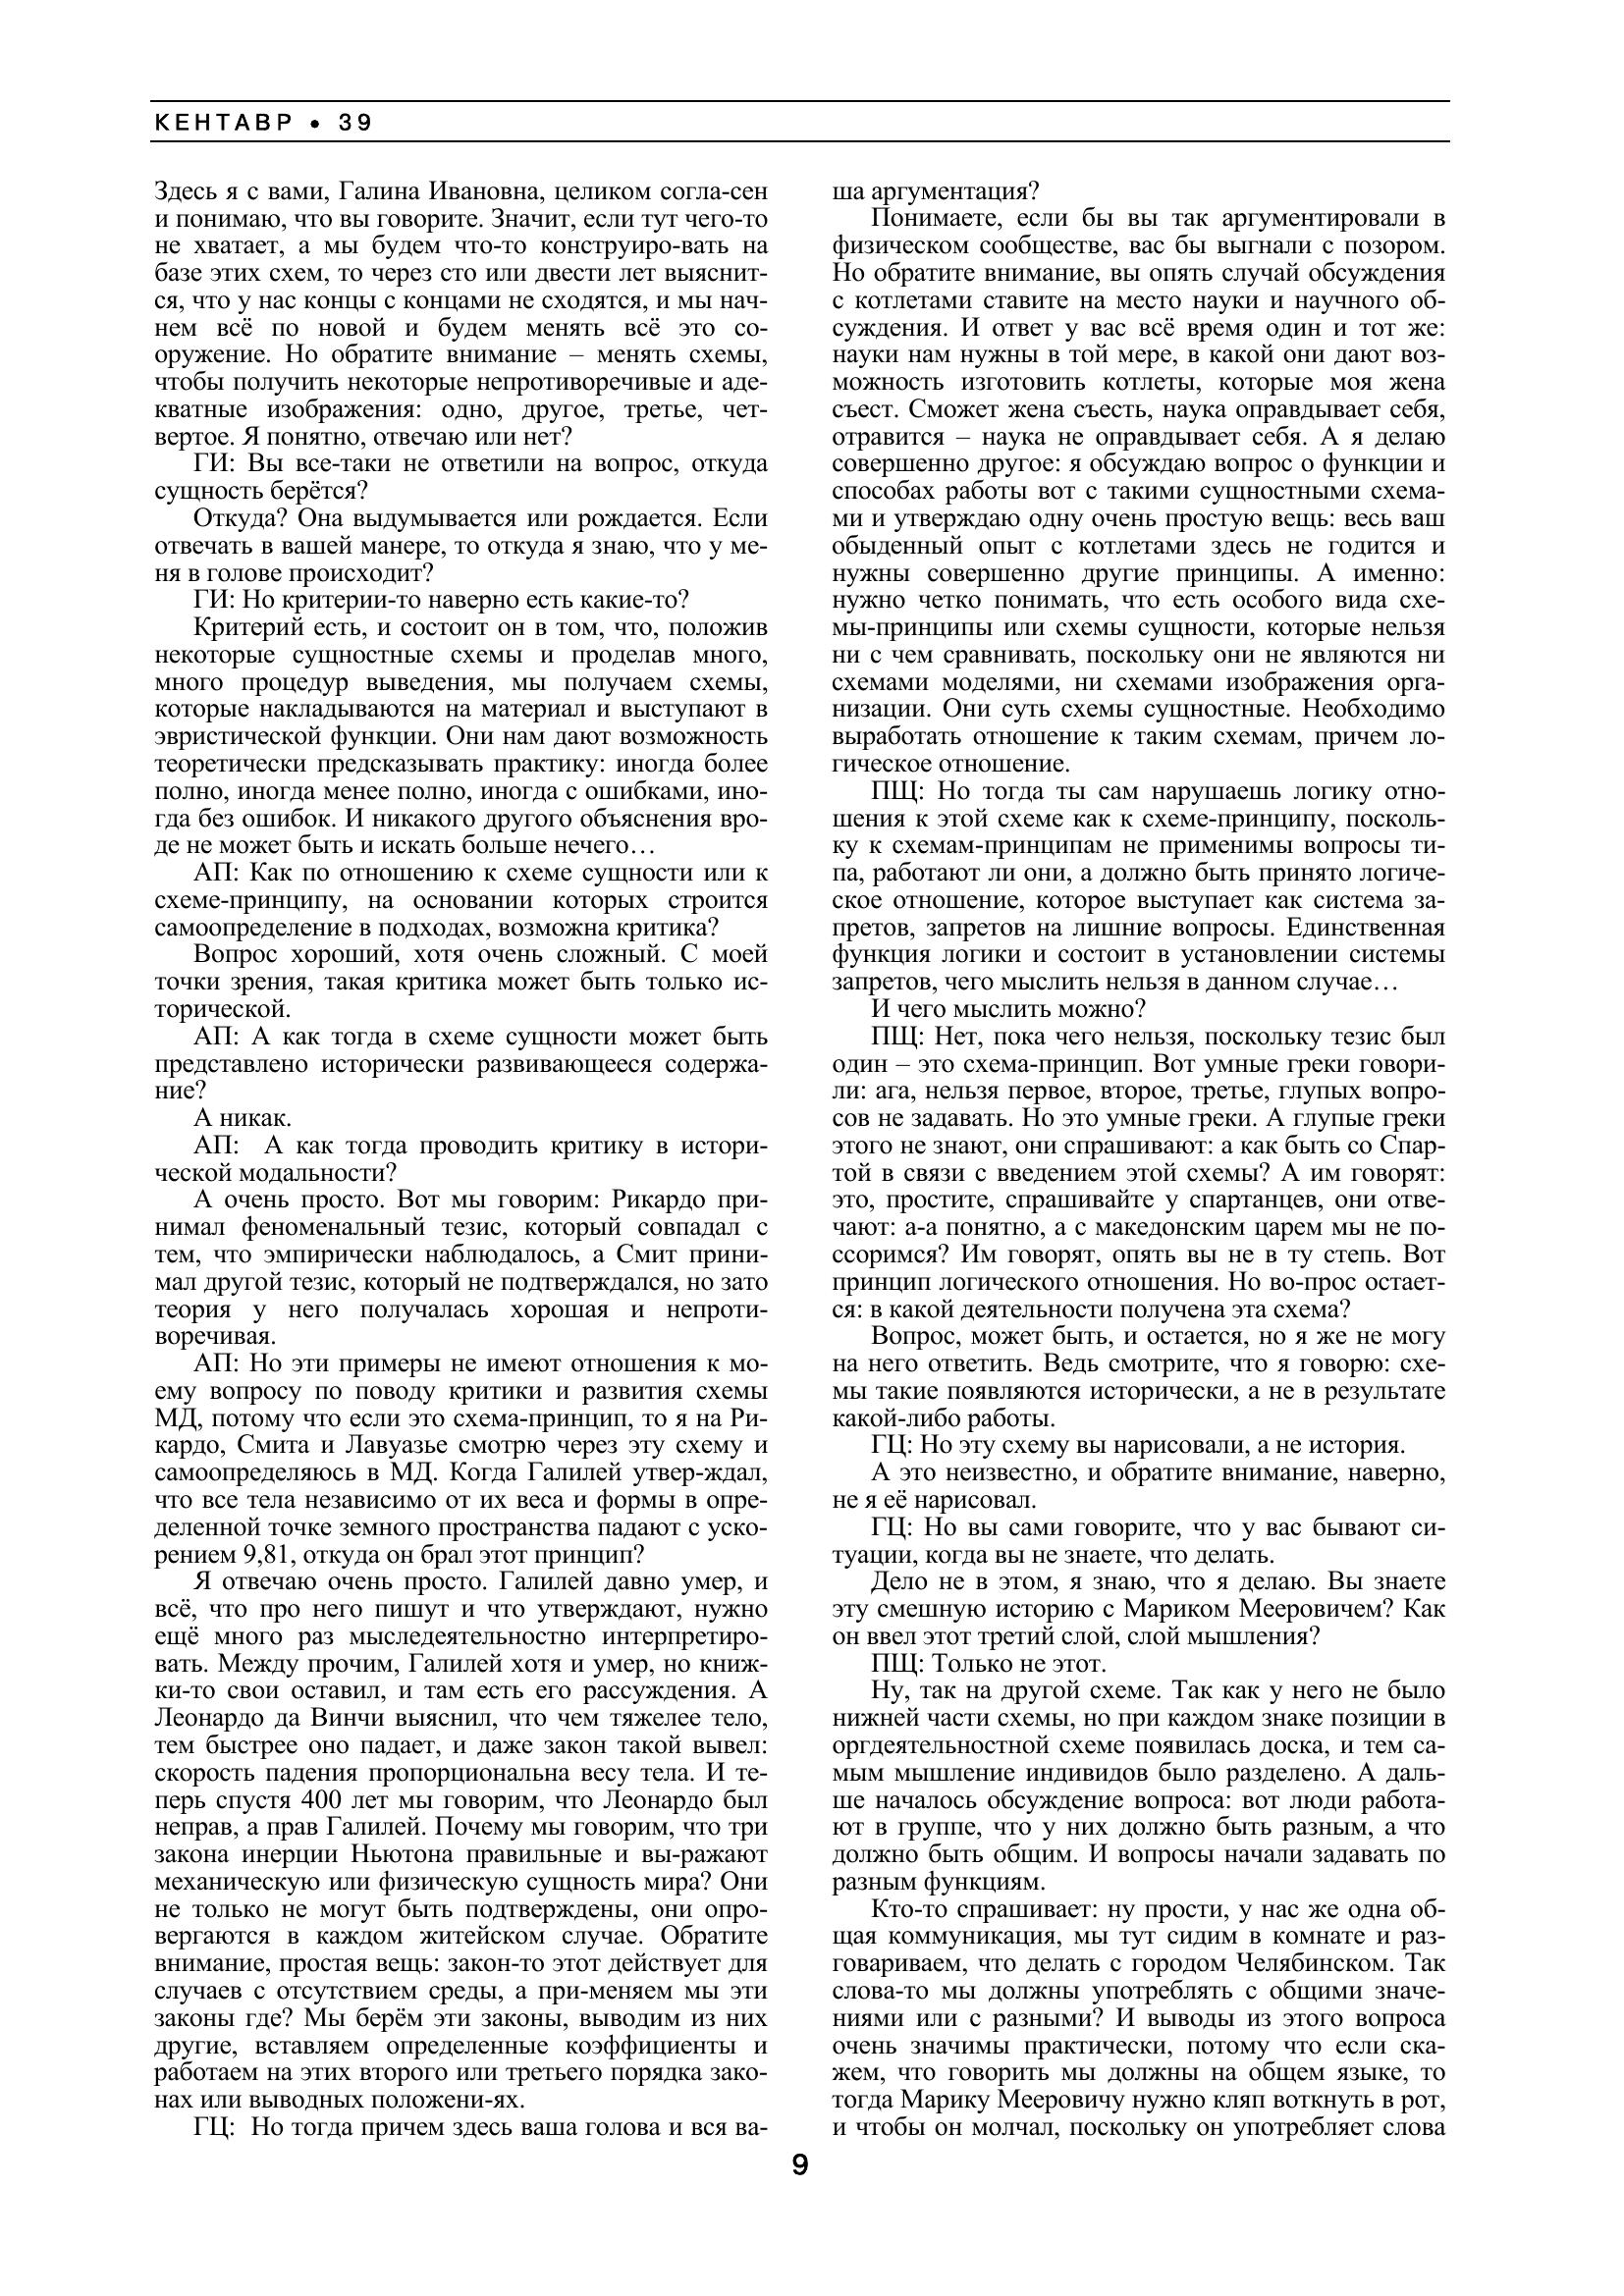 КЕНТАВР • 39
Здесь я с вами, Галина Ивановна, целиком согла-сен
и понимаю, что вы говорите. Значит, если тут чего-то
не хватает, а мы будем что-то конструиро-вать на
базе этих схем, то через сто или двести лет выяснит-
ся, что у нас концы с концами не сходятся, и мы нач-
нем всё по новой и будем менять всё это со-
оружение. Но обратите внимание – менять схемы,
чтобы получить некоторые непротиворечивые и аде-
кватные изображения: одно, другое, третье, чет-
вертое. Я понятно, отвечаю или нет?
ГИ: Вы все-таки не ответили на вопрос, откуда
сущность берётся?
Откуда? Она выдумывается или рождается. Если
отвечать в вашей манере, то откуда я знаю, что у ме-
ня в голове происходит?
ГИ: Но критерии-то наверно есть какие-то?
Критерий есть, и состоит он в том, что, положив
некоторые сущностные схемы и проделав много,
много процедур выведения, мы получаем схемы,
которые накладываются на материал и выступают в
эвристической функции. Они нам дают возможность
теоретически предсказывать практику: иногда более
полно, иногда менее полно, иногда с ошибками, ино-
гда без ошибок. И никакого другого объяснения вро-
де не может быть и искать больше нечего…
АП: Как по отношению к схеме сущности или к
схеме-принципу, на основании которых строится
самоопределение в подходах, возможна критика?
Вопрос хороший, хотя очень сложный. С моей
точки зрения, такая критика может быть только ис-
торической.
АП: А как тогда в схеме сущности может быть
представлено исторически развивающееся содержа-
ние?
А никак.
АП: А как тогда проводить критику в истори-
ческой модальности?
А очень просто. Вот мы говорим: Рикардо при-
нимал феноменальный тезис, который совпадал с
тем, что эмпирически наблюдалось, а Смит прини-
мал другой тезис, который не подтверждался, но зато
теория у него получалась хорошая и непроти-
воречивая.
АП: Но эти примеры не имеют отношения к мо-
ему вопросу по поводу критики и развития схемы
МД, потому что если это схема-принцип, то я на Ри-
кардо, Смита и Лавуазье смотрю через эту схему и
самоопределяюсь в МД. Когда Галилей утвер-ждал,
что все тела независимо от их веса и формы в опре-
деленной точке земного пространства падают с уско-
рением 9,81, откуда он брал этот принцип?
Я отвечаю очень просто. Галилей давно умер, и
всё, что про него пишут и что утверждают, нужно
ещё много раз мыследеятельностно интерпретиро-
вать. Между прочим, Галилей хотя и умер, но книж-
ки-то свои оставил, и там есть его рассуждения. А
Леонардо да Винчи выяснил, что чем тяжелее тело,
тем быстрее оно падает, и даже закон такой вывел:
скорость падения пропорциональна весу тела. И те-
перь спустя 400 лет мы говорим, что Леонардо был
неправ, а прав Галилей. Почему мы говорим, что три
закона инерции Ньютона правильные и вы-ражают
механическую или физическую сущность мира? Они
не только не могут быть подтверждены, они опро-
вергаются в каждом житейском случае. Обратите
внимание, простая вещь: закон-то этот действует для
случаев с отсутствием среды, а при-меняем мы эти
законы где? Мы берём эти законы, выводим из них
другие, вставляем определенные коэффициенты и
работаем на этих второго или третьего порядка зако-
нах или выводных положени-ях.
ГЦ: Но тогда причем здесь ваша голова и вся ва-
ша аргументация?
Понимаете, если бы вы так аргументировали в
физическом сообществе, вас бы выгнали с позором.
Но обратите внимание, вы опять случай обсуждения
с котлетами ставите на место науки и научного об-
суждения. И ответ у вас всё время один и тот же:
науки нам нужны в той мере, в какой они дают воз-
можность изготовить котлеты, которые моя жена
съест. Сможет жена съесть, наука оправдывает себя,
отравится – наука не оправдывает себя. А я делаю
совершенно другое: я обсуждаю вопрос о функции и
способах работы вот с такими сущностными схема-
ми и утверждаю одну очень простую вещь: весь ваш
обыденный опыт с котлетами здесь не годится и
нужны совершенно другие принципы. А именно:
нужно четко понимать, что есть особого вида схе-
мы-принципы или схемы сущности, которые нельзя
ни с чем сравнивать, поскольку они не являются ни
схемами моделями, ни схемами изображения орга-
низации. Они суть схемы сущностные. Необходимо
выработать отношение к таким схемам, причем ло-
гическое отношение.
ПЩ: Но тогда ты сам нарушаешь логику отно-
шения к этой схеме как к схеме-принципу, посколь-
ку к схемам-принципам не применимы вопросы ти-
па, работают ли они, а должно быть принято логиче-
ское отношение, которое выступает как система за-
претов, запретов на лишние вопросы. Единственная
функция логики и состоит в установлении системы
запретов, чего мыслить нельзя в данном случае…
И чего мыслить можно?
ПЩ: Нет, пока чего нельзя, поскольку тезис был
один – это схема-принцип. Вот умные греки говори-
ли: ага, нельзя первое, второе, третье, глупых вопро-
сов не задавать. Но это умные греки. А глупые греки
этого не знают, они спрашивают: а как быть со Спар-
той в связи с введением этой схемы? А им говорят:
это, простите, спрашивайте у спартанцев, они отве-
чают: а-а понятно, а с македонским царем мы не по-
ссоримся? Им говорят, опять вы не в ту степь. Вот
принцип логического отношения. Но во-прос остает-
ся: в какой деятельности получена эта схема?
Вопрос, может быть, и остается, но я же не могу
на него ответить. Ведь смотрите, что я говорю: схе-
мы такие появляются исторически, а не в результате
какой-либо работы.
ГЦ: Но эту схему вы нарисовали, а не история.
А это неизвестно, и обратите внимание, наверно,
не я её нарисовал.
ГЦ: Но вы сами говорите, что у вас бывают си-
туации, когда вы не знаете, что делать.
Дело не в этом, я знаю, что я делаю. Вы знаете
эту смешную историю с Мариком Мееровичем? Как
он ввел этот третий слой, слой мышления?
ПЩ: Только не этот.
Ну, так на другой схеме. Так как у него не было
нижней части схемы, но при каждом знаке позиции в
оргдеятельностной схеме появилась доска, и тем са-
мым мышление индивидов было разделено. А даль-
ше началось обсуждение вопроса: вот люди работа-
ют в группе, что у них должно быть разным, а что
должно быть общим. И вопросы начали задавать по
разным функциям.
Кто-то спрашивает: ну прости, у нас же одна об-
щая коммуникация, мы тут сидим в комнате и раз-
говариваем, что делать с городом Челябинском. Так
слова-то мы должны употреблять с общими значе-
ниями или с разными? И выводы из этого вопроса
очень значимы практически, потому что если ска-
жем, что говорить мы должны на общем языке, то
тогда Марику Мееровичу нужно кляп воткнуть в рот,
и чтобы он молчал, поскольку он употребляет слова
9